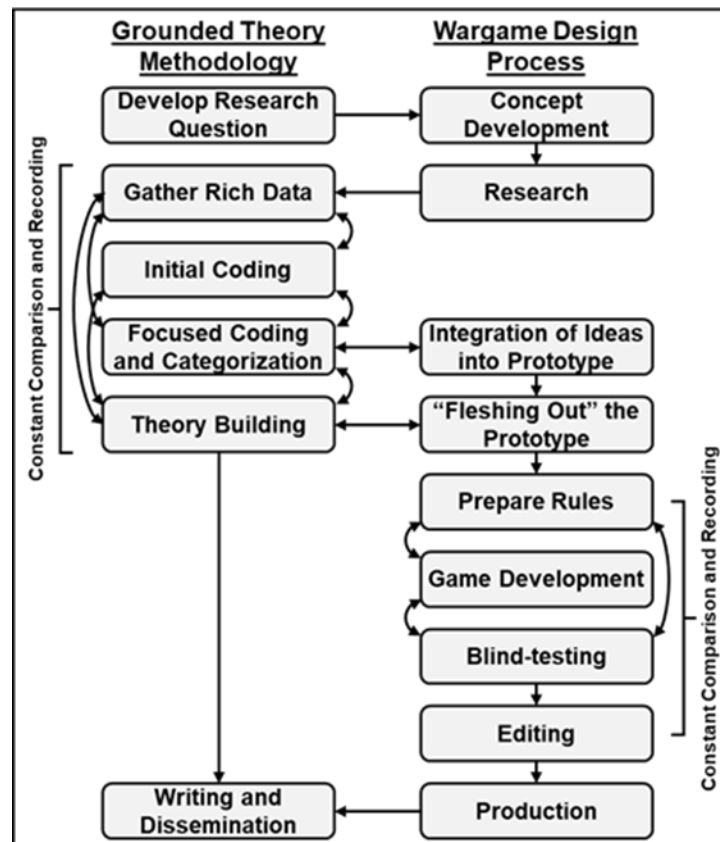 Grounded Theory
Methodology
Wargame Design
Process
Develop Research
Question
Concept
Development
Gather Rich Data
Research
Initial Coding
Focused Coding
and Categorization
Integration of Ideas
into Prototype
Theory Building
“Fleshing Out” the
Prototype
Prepare Rules
Game Development
Blind-testing
Editing
Writing and
Dissemination
Production
Constant Comparison and Recording
Constant Comparison and Recording